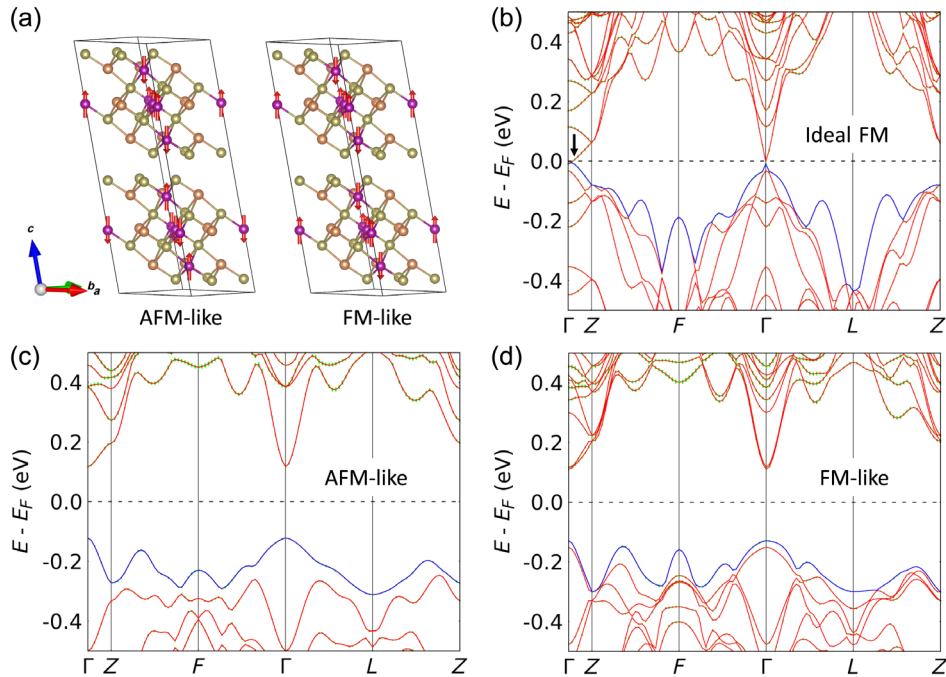 (a)
c
b
a
AFM-like
FM-like
(b)
E - E_F (eV)
0.4
0.2
0.0
-0.2
-0.4
Ideal FM
Γ Z F Γ L Z
(c)
E - E_F (eV)
0.4
0.2
0.0
-0.2
-0.4
AFM-like
Γ Z F Γ L Z
(d)
E - E_F (eV)
0.4
0.2
0.0
-0.2
-0.4
FM-like
Γ Z F Γ L Z